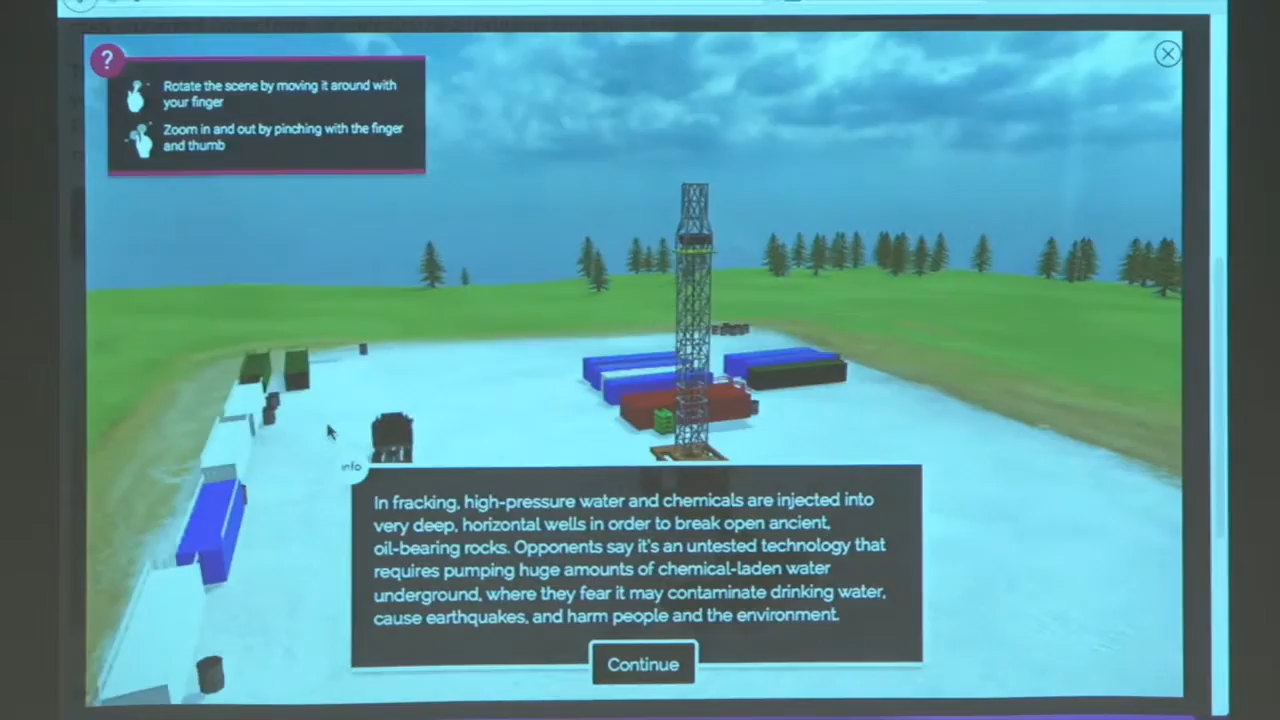 ?
Rotate the scene by moving it around with
your finger
Zoom in and out by pinching with the finger
and thumb
info
In fracking, high-pressure water and chemicals are injected into
very deep, horizontal wells in order to break open ancient,
oil-bearing rocks. Opponents say it's an untested technology that
requires pumping huge amounts of chemical-laden water
underground, where they fear it may contaminate drinking water,
cause earthquakes, and harm people and the environment.
Continue